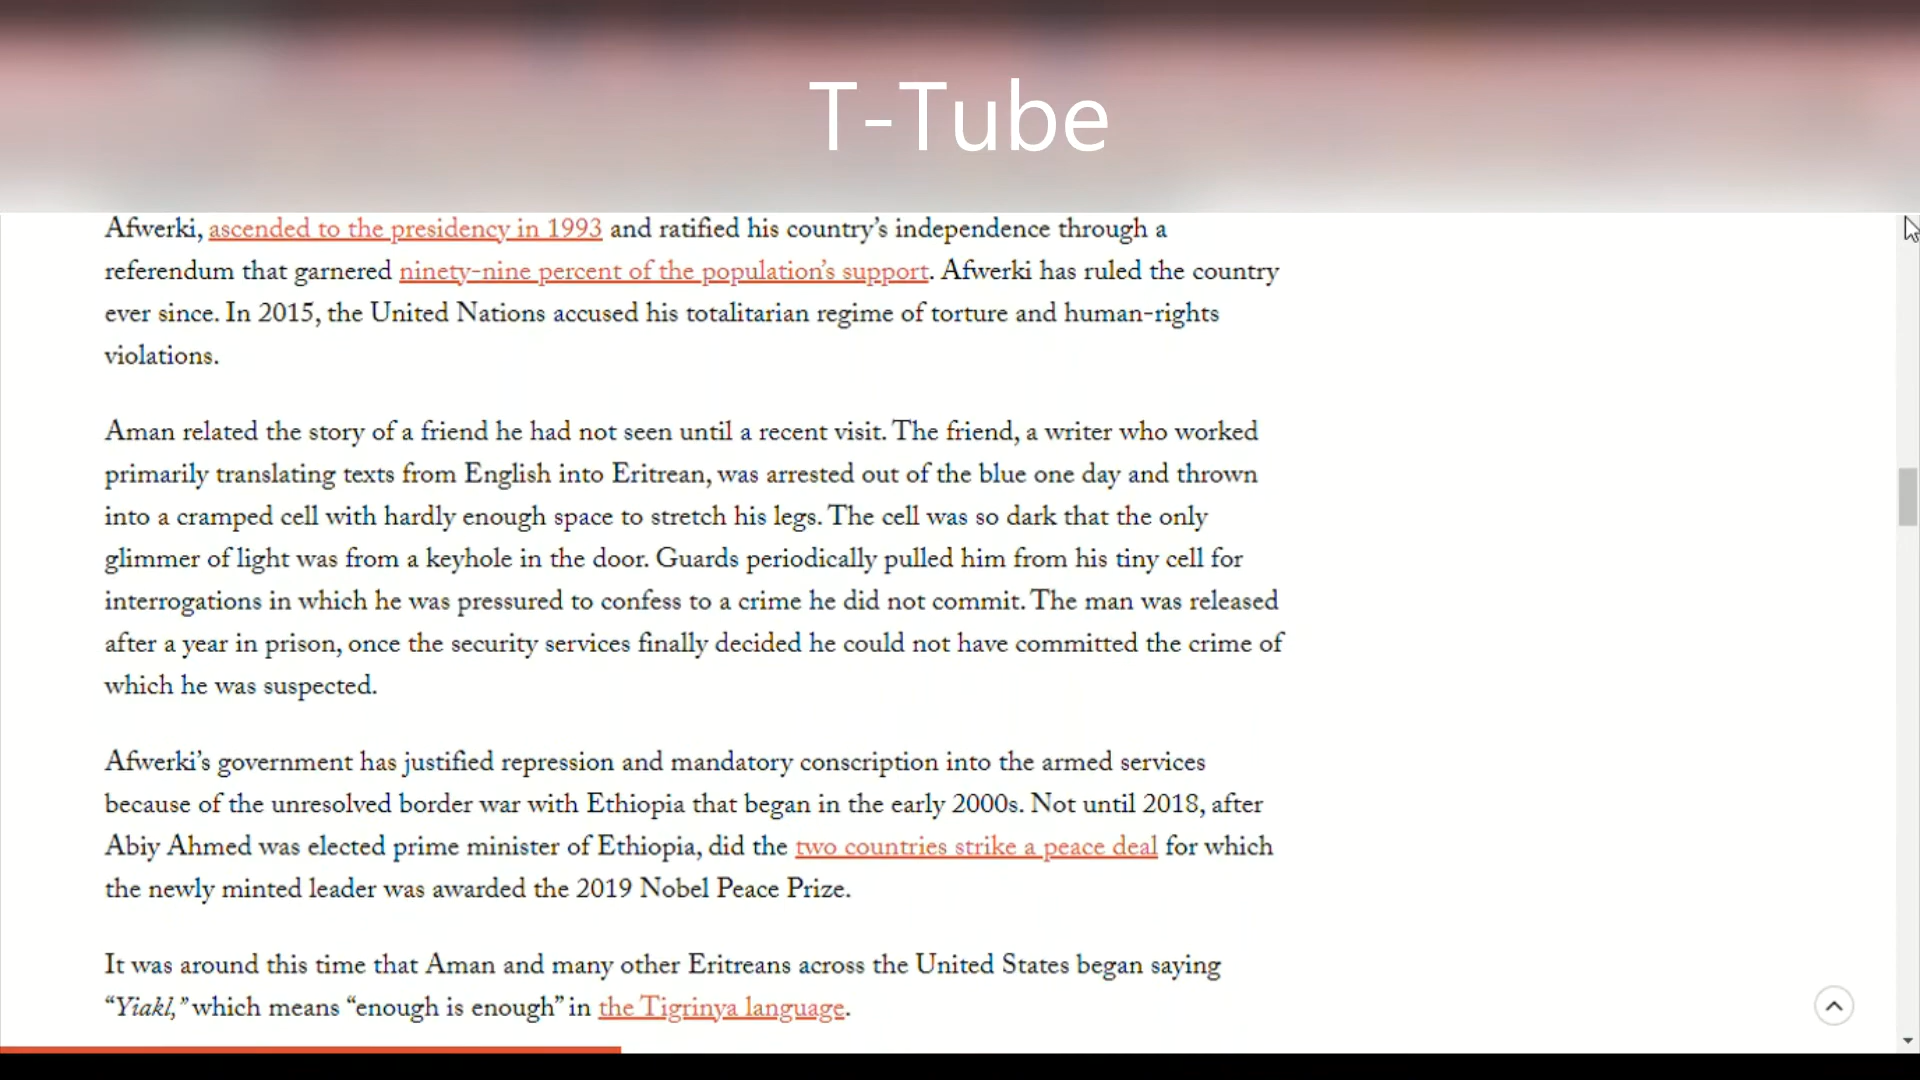 T-Tube
Afwerki, ascended to the presidency in 1993 and ratified his country’s independence through a
referendum that garnered ninety-nine percent of the population’s support. Afwerki has ruled the country
ever since. In 2015, the United Nations accused his totalitarian regime of torture and human-rights
violations.
Aman related the story of a friend he had not seen until a recent visit. The friend, a writer who worked
primarily translating texts from English into Eritrean, was arrested out of the blue one day and thrown
into a cramped cell with hardly enough space to stretch his legs. The cell was so dark that the only
glimmer of light was from a keyhole in the door. Guards periodically pulled him from his tiny cell for
interrogations in which he was pressured to confess to a crime he did not commit. The man was released
after a year in prison, once the security services finally decided he could not have committed the crime of
which he was suspected.
Afwerki’s government has justified repression and mandatory conscription into the armed services
because of the unresolved border war with Ethiopia that began in the early 2000s. Not until 2018, after
Abiy Ahmed was elected prime minister of Ethiopia, did the two countries strike a peace deal for which
the newly minted leader was awarded the 2019 Nobel Peace Prize.
It was around this time that Aman and many other Eritreans across the United States began saying
“Yiakl,” which means “enough is enough” in the Tigrinya language.